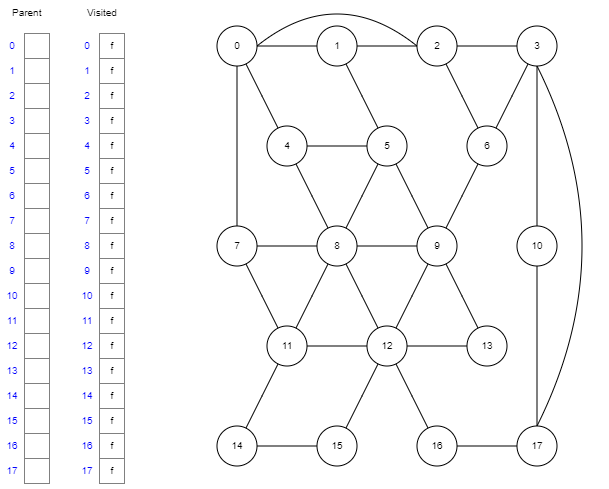 Parent Visited
0 0 f 0 1 2 3
1 1 f
2 2 f
3 3 f
4 4 f 4 5 6
5 5 f
6 6 f
7 7 f
8 8 f 7 8 9 10
9 9 f
10 10 f
11 11 f
12 12 f 11 12 13
13 13 f
14 14 f
15 15 f
16 16 f 14 15 16 17
17 17 f